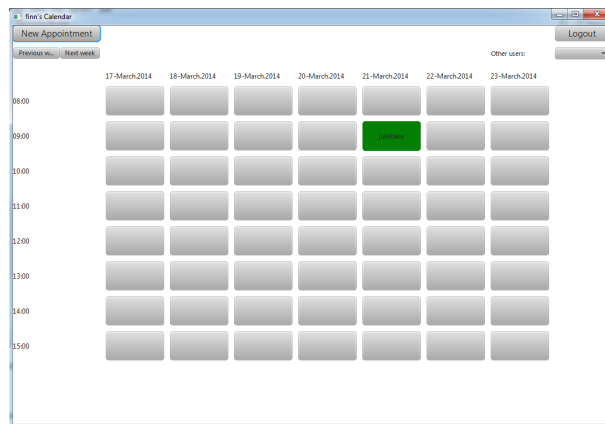 finn's Calendar
New Appointment
Logout
Previous w...
Next week
Other users:
17-March.2014
18-March.2014
19-March.2014
20-March.2014
21-March.2014
22-March.2014
23-March.2014
08:00
09:00
julekake
10:00
11:00
12:00
13:00
14:00
15:00